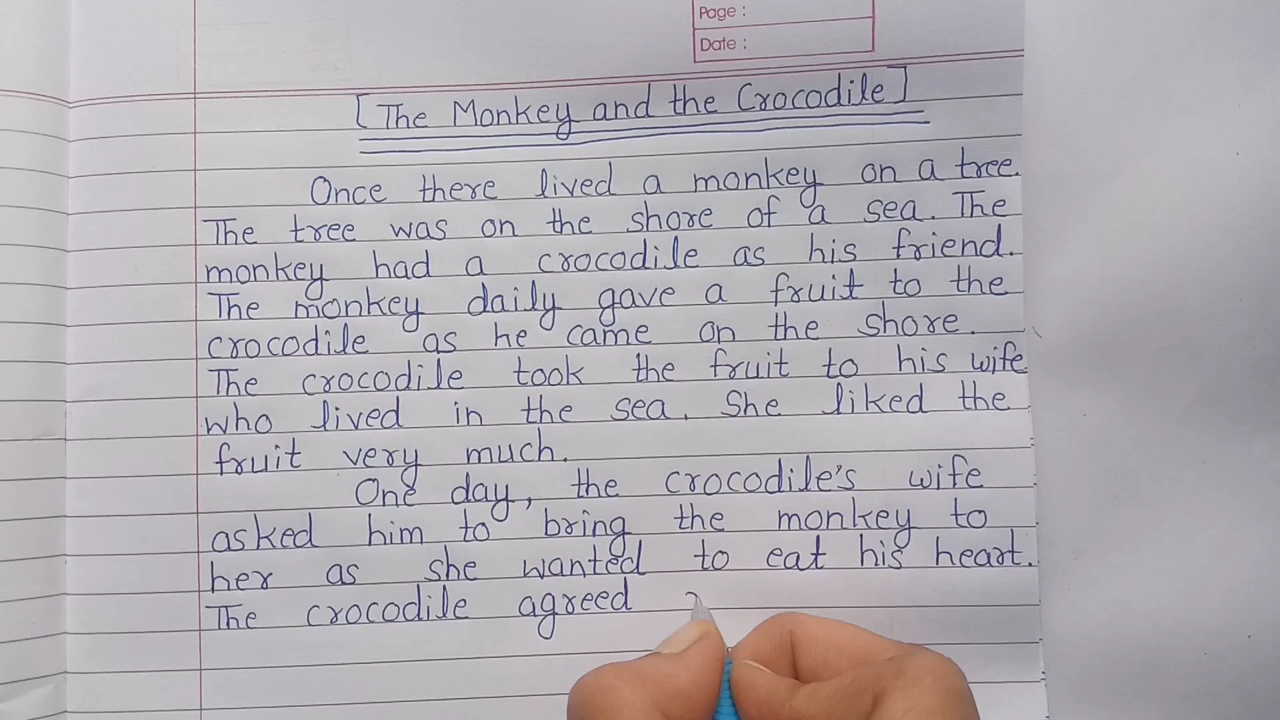 Page :
Date :
[The Monkey and the Crocodile]
Once there lived a monkey on a tree.
The tree was on the shore of a sea. The
monkey had a crocodile as his friend.
The monkey daily gave a fruit to the
crocodile as he came on the shore.
The crocodile took the fruit to his wife
who lived in the sea. She liked the
fruit very much.
One day, the crocodile's wife
asked him to bring the monkey to
her as she wanted to eat his heart.
The crocodile agreed